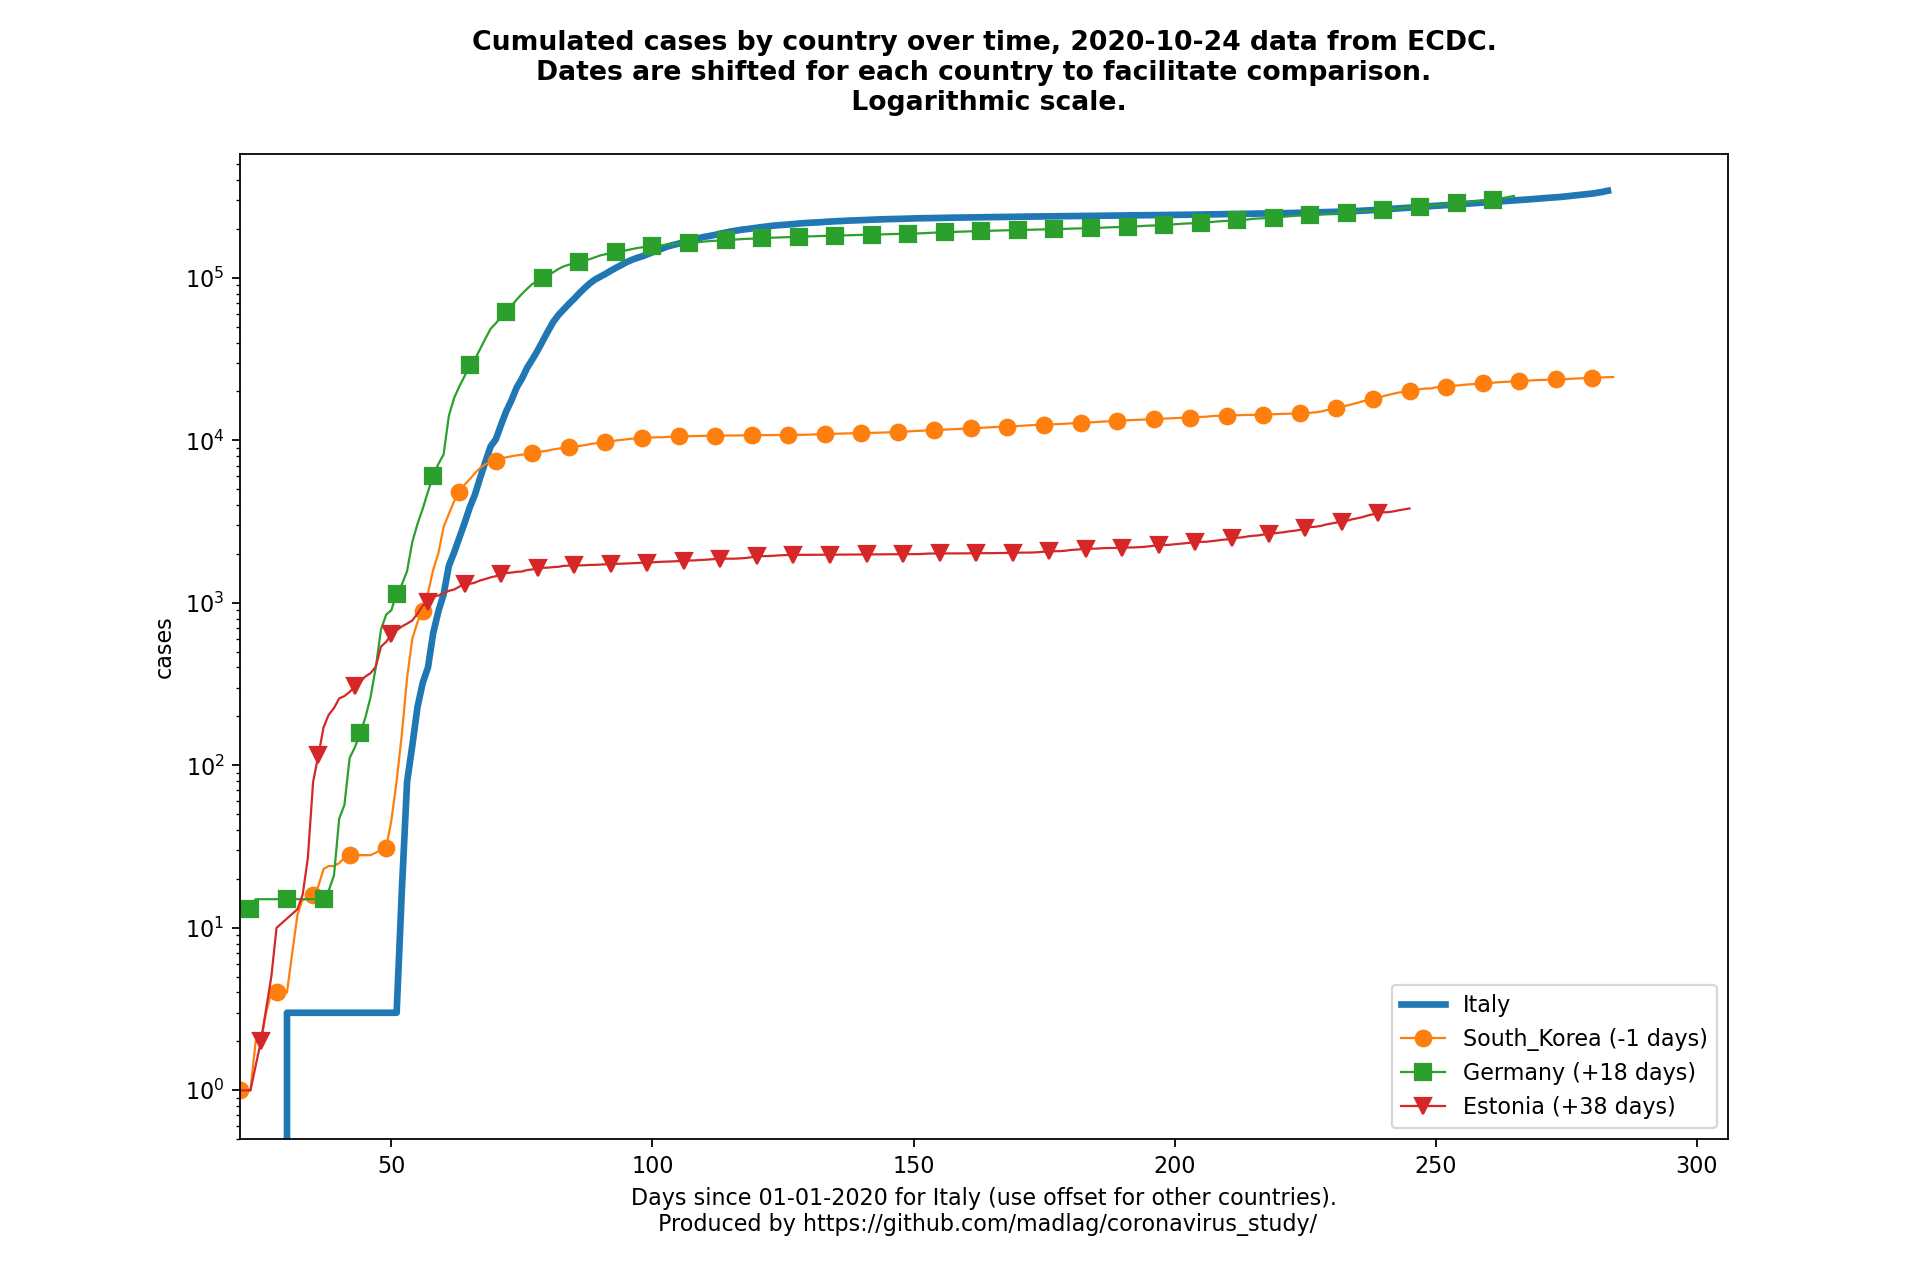 Cumulated cases by country over time, 2020-10-24 data from ECDC.
Dates are shifted for each country to facilitate comparison.
Logarithmic scale.
10^5
10^4
10^3
10^2
10^1
10^0
cases
50 100 150 200 250 300
Italy
South_Korea (-1 days)
Germany (+18 days)
Estonia (+38 days)
Days since 01-01-2020 for Italy (use offset for other countries).
Produced by https://github.com/madlag/coronavirus_study/